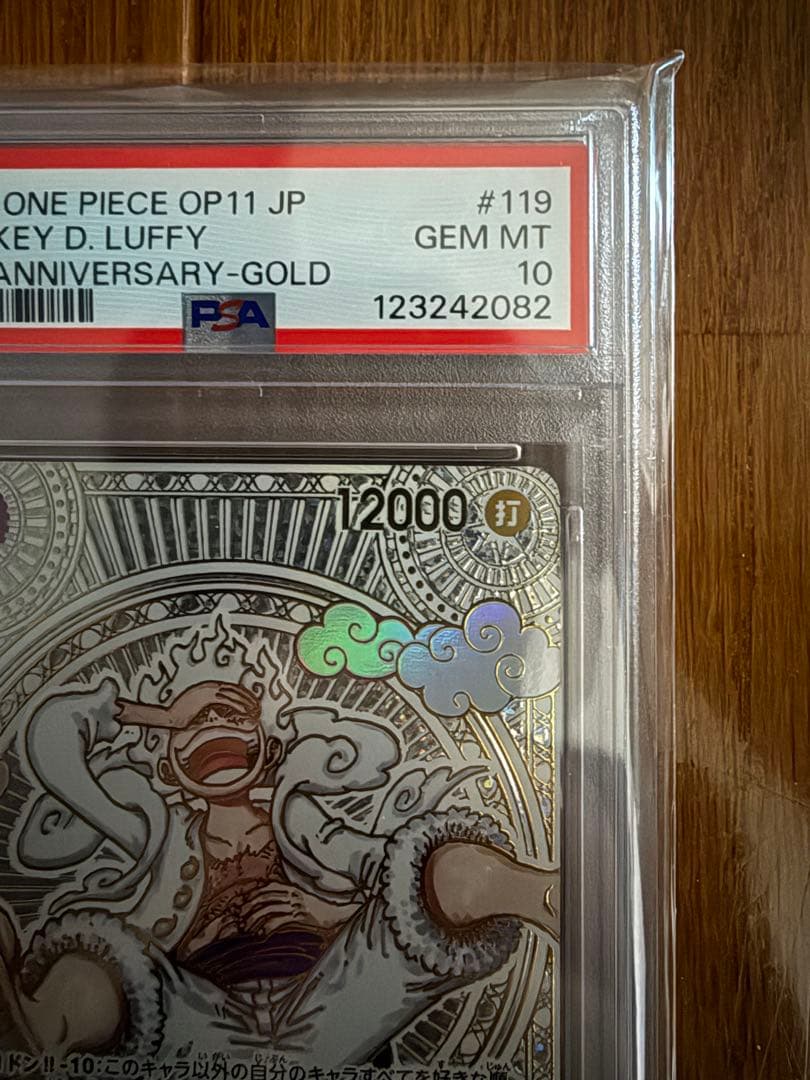 ONE PIECE OP11 JP #119
KEY D. LUFFY GEM MT
ANNIVERSARY-GOLD 10
PSA 123242082
12000 打
ドン!!-10:このキャラ以外の自分のキャラすべてを好きな順